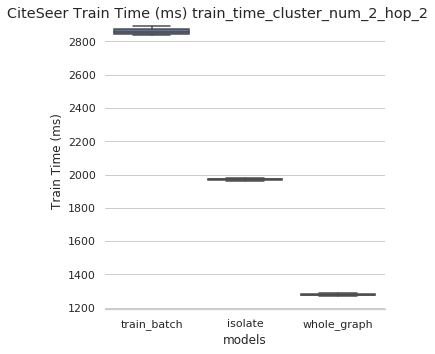 CiteSeer Train Time (ms) train_time_cluster_num_2_hop_2
Train Time (ms)
2800
2600
2400
2200
2000
1800
1600
1400
1200
train_batch isolate whole_graph
models